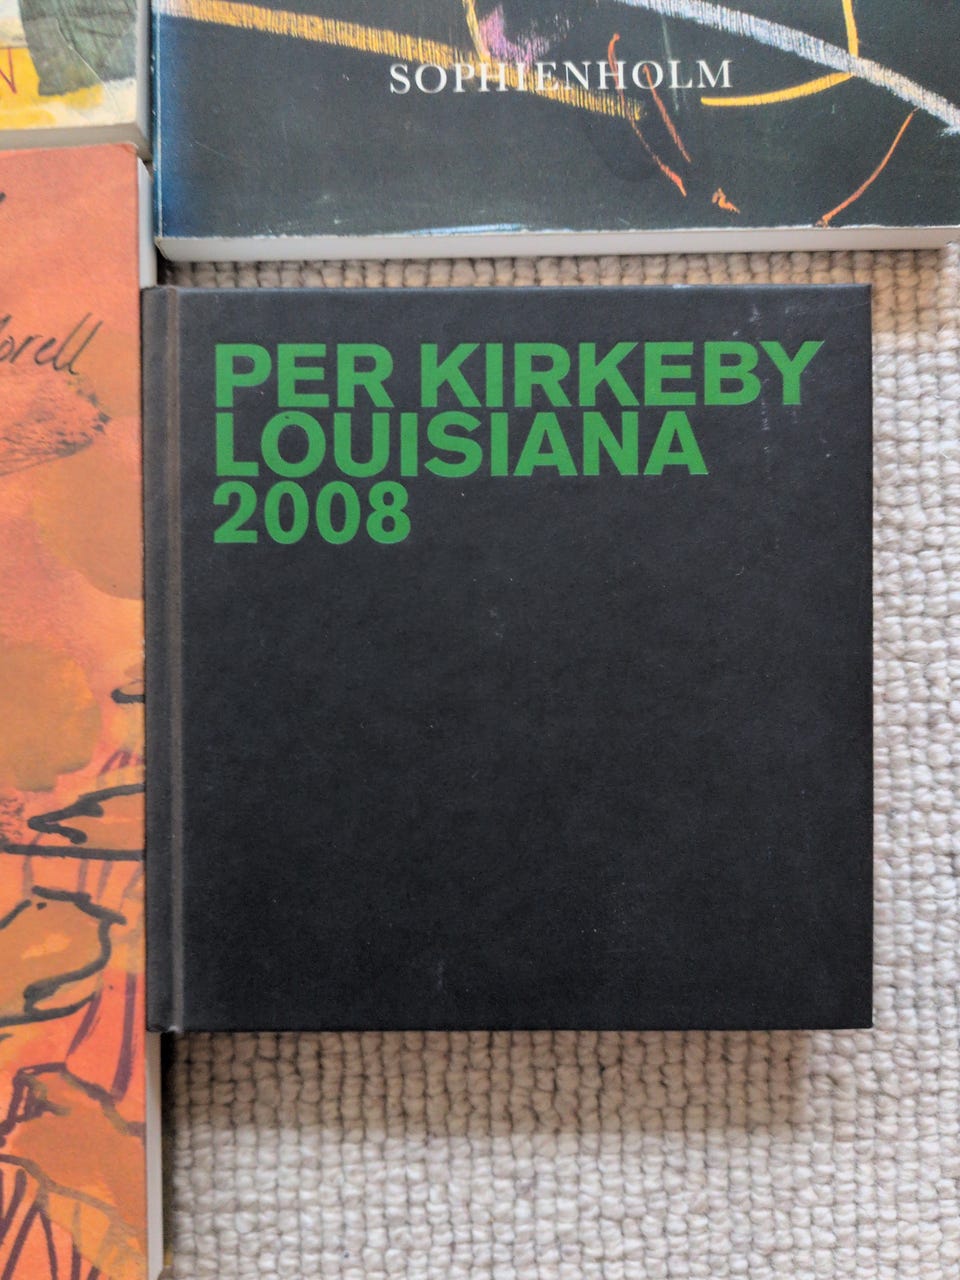 SOPHIENHOLM
PER KIRKEBY
LOUISIANA
2008